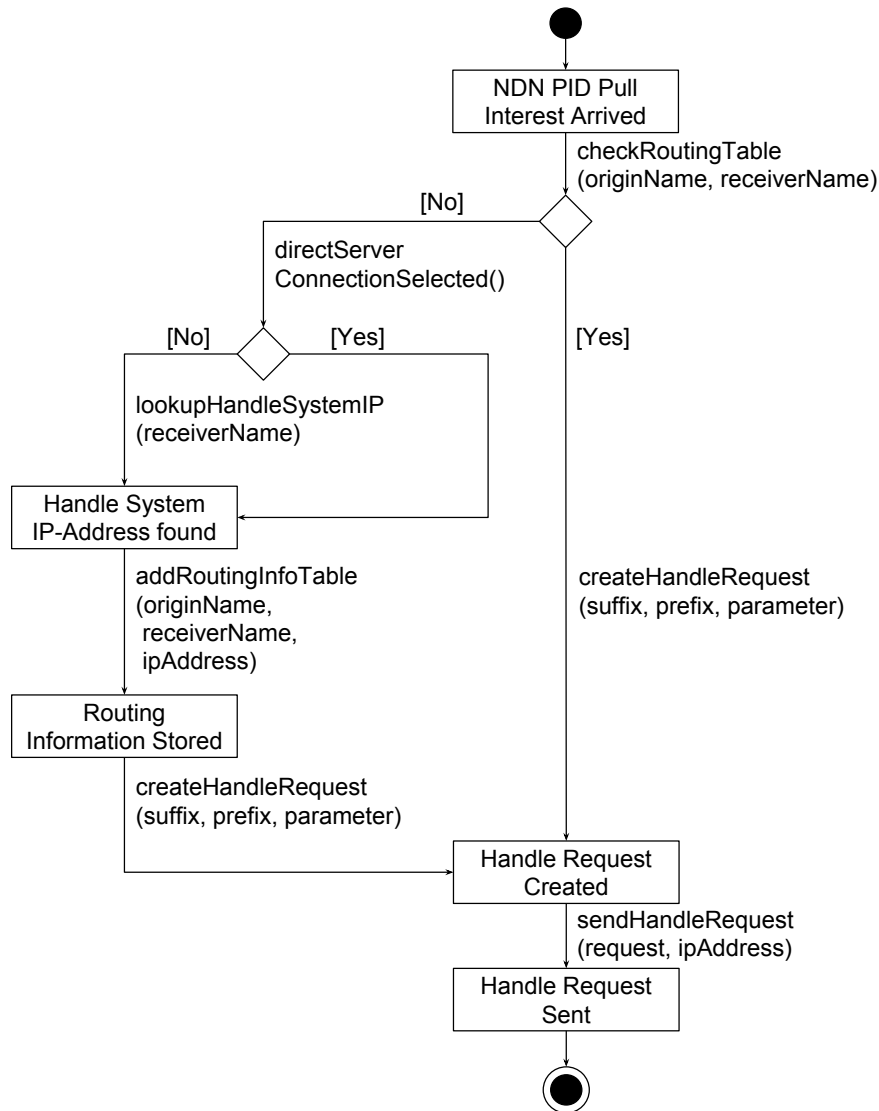 NDN PID Pull
Interest Arrived
checkRoutingTable
(originName, receiverName)
[No]
directServer
ConnectionSelected()
[No]
[Yes]
[Yes]
lookupHandleSystemIP
(receiverName)
Handle System
IP-Address found
addRoutingInfoTable
(originName,
receiverName,
ipAddress)
createHandleRequest
(suffix, prefix, parameter)
Routing
Information Stored
createHandleRequest
(suffix, prefix, parameter)
Handle Request
Created
sendHandleRequest
(request, ipAddress)
Handle Request
Sent